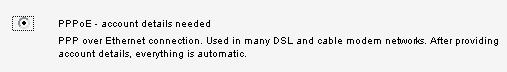 PPPoE - account details needed
PPP over Ethernet connection. Used in many DSL and cable modem networks. After providing
account details, everything is automatic.